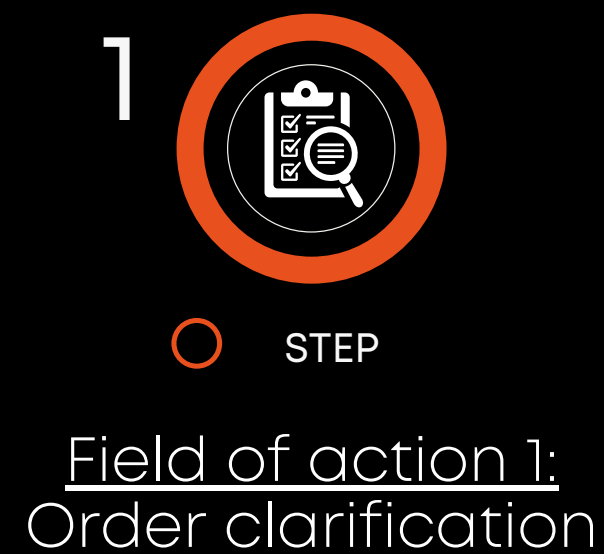 1
STEP
Field of action 1:
Order clarification